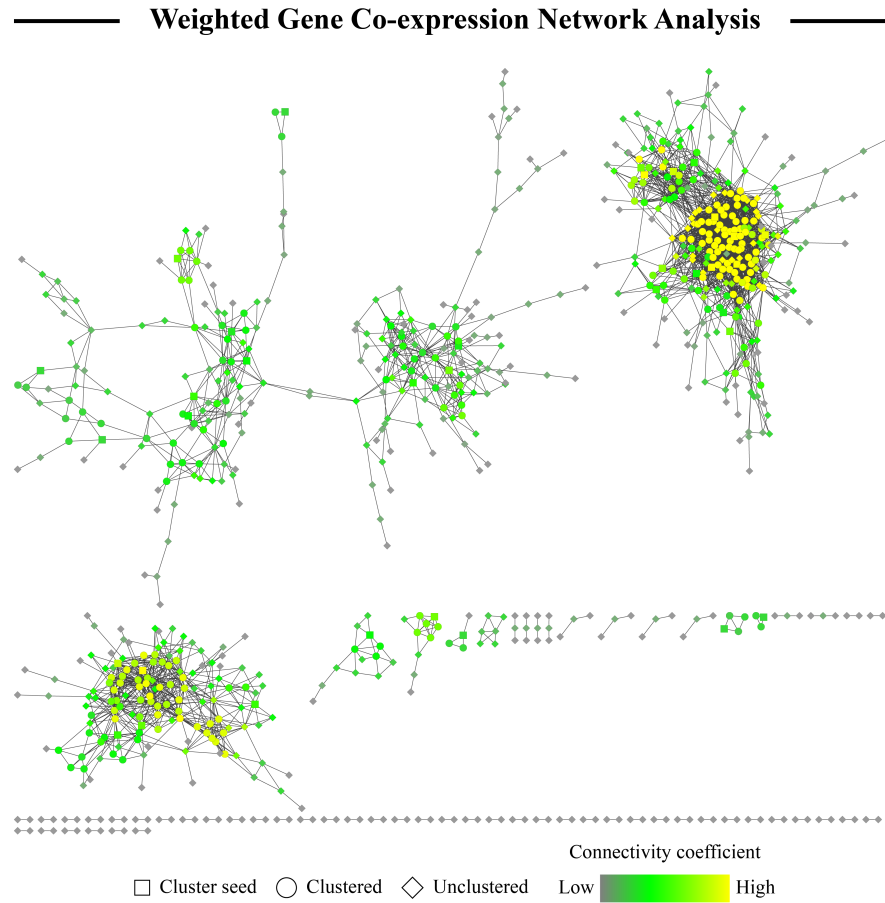 Weighted Gene Co-expression Network Analysis
Connectivity coefficient
Cluster seed Clustered Unclustered Low High